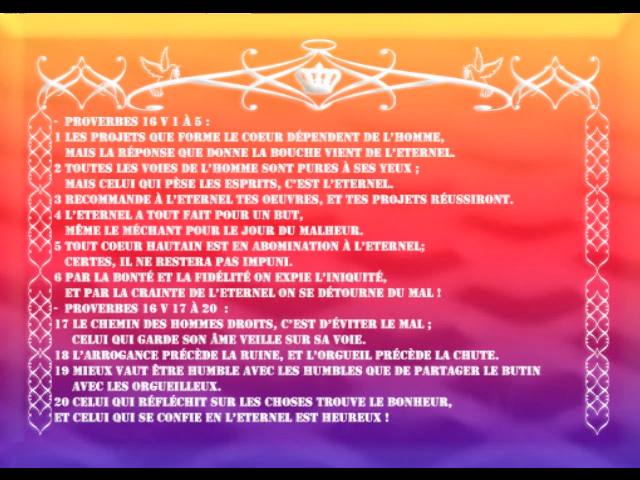 - PROVERBES 16 V 1 À 5 :
1 LES PROJETS QUE FORME LE COEUR DÉPENDENT DE L'HOMME,
MAIS LA RÉPONSE QUE DONNE LA BOUCHE VIENT DE L'ETERNEL.
2 TOUTES LES VOIES DE L'HOMME SONT PURES À SES YEUX ;
MAIS CELUI QUI PÈSE LES ESPRITS, C'EST L'ETERNEL.
3 RECOMMANDE À L'ETERNEL TES OEUVRES, ET TES PROJETS RÉUSSIRONT.
4 L'ETERNEL A TOUT FAIT POUR UN BUT,
MÊME LE MÉCHANT POUR LE JOUR DU MALHEUR.
5 TOUT COEUR HAUTAIN EST EN ABOMINATION À L'ETERNEL;
CERTES, IL NE RESTERA PAS IMPUNI.
6 PAR LA BONTÉ ET LA FIDÉLITÉ ON EXPIE L'INIQUITÉ,
ET PAR LA CRAINTE DE L'ETERNEL ON SE DÉTOURNE DU MAL !
- PROVERBES 16 V 17 À 20 :
17 LE CHEMIN DES HOMMES DROITS, C'EST D'ÉVITER LE MAL ;
CELUI QUI GARDE SON ÂME VEILLE SUR SA VOIE.
18 L'ARROGANCE PRÉCÈDE LA RUINE, ET L'ORGUEIL PRÉCÈDE LA CHUTE.
19 MIEUX VAUT ÊTRE HUMBLE AVEC LES HUMBLES QUE DE PARTAGER LE BUTIN
AVEC LES ORGUEILLEUX.
20 CELUI QUI RÉFLÉCHIT SUR LES CHOSES TROUVE LE BONHEUR,
ET CELUI QUI SE CONFIE EN L'ETERNEL EST HEUREUX !